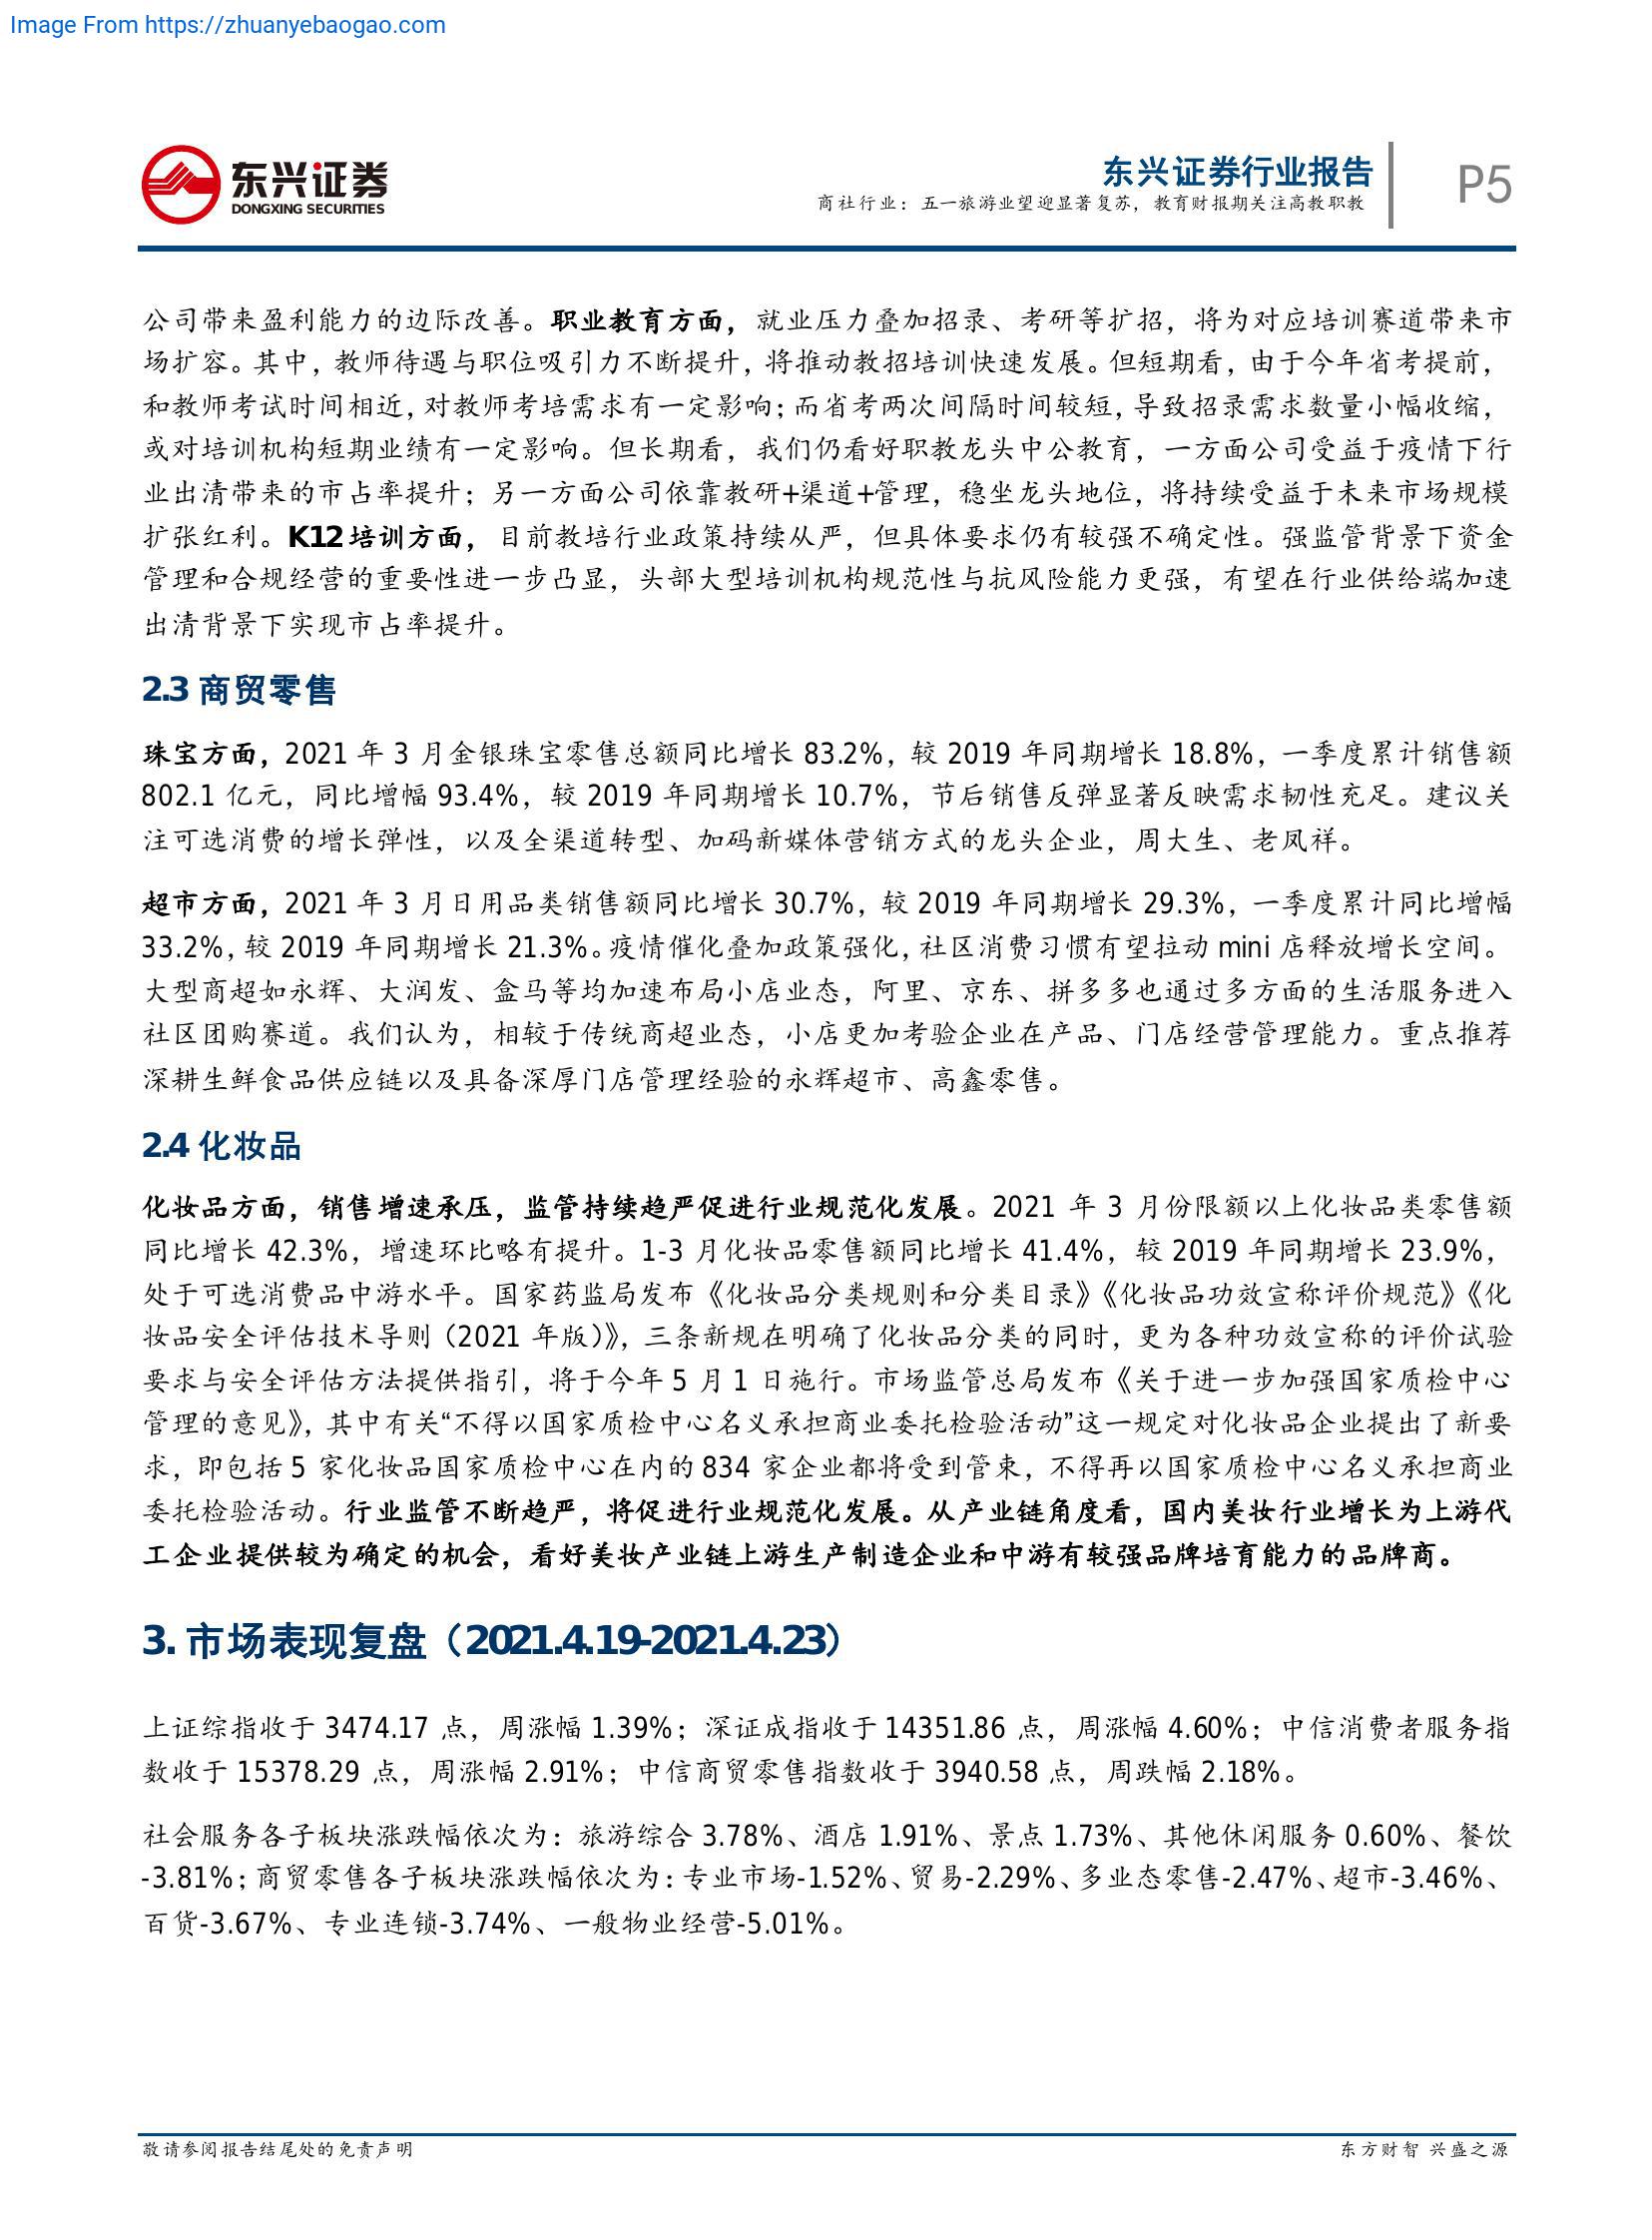 Image From https://zhuanyebaogao.com
东兴证券
DONGXING SECURITIES
东兴证券行业报告
商社行业：五一旅游业望迎显著复苏，教育财报期关注高教职教
P5
公司带来盈利能力的边际改善。职业教育方面，就业压力叠加招录、考研等扩招，将为对应培训赛道带来市
场扩容。其中，教师待遇与职位吸引力不断提升，将推动教招培训快速发展。但短期看，由于今年省考提前，
和教师考试时间相近，对教师考培需求有一定影响；而省考两次间隔时间较短，导致招录需求数量小幅收缩，
或对培训机构短期业绩有一定影响。但长期看，我们仍看好职教龙头中公教育，一方面公司受益于疫情下行
业出清带来的市占率提升；另一方面公司依靠教研+渠道+管理，稳坐龙头地位，将持续受益于未来市场规模
扩张红利。K12 培训方面，目前教培行业政策持续从严，但具体要求仍有较强不确定性。强监管背景下资金
管理和合规经营的重要性进一步凸显，头部大型培训机构规范性与抗风险能力更强，有望在行业供给端加速
出清背景下实现市占率提升。
2.3 商贸零售
珠宝方面，2021 年 3 月金银珠宝零售总额同比增长 83.2%，较 2019 年同期增长 18.8%，一季度累计销售额
802.1 亿元，同比增幅 93.4%，较 2019 年同期增长 10.7%，节后销售反弹显著反映需求韧性充足。建议关
注可选消费的增长弹性，以及全渠道转型、加码新媒体营销方式的龙头企业，周大生、老凤祥。
超市方面，2021 年 3 月日用品类销售额同比增长 30.7%，较 2019 年同期增长 29.3%，一季度累计同比增幅
33.2%，较 2019 年同期增长 21.3%。疫情催化叠加政策强化，社区消费习惯有望拉动 mini 店释放增长空间。
大型商超如永辉、大润发、盒马等均加速布局小店业态，阿里、京东、拼多多也通过多方面的生活服务进入
社区团购赛道。我们认为，相较于传统商超业态，小店更加考验企业在产品、门店经营管理能力。重点推荐
深耕生鲜食品供应链以及具备深厚门店管理经验的永辉超市、高鑫零售。
2.4 化妆品
化妆品方面，销售增速承压，监管持续趋严促进行业规范化发展。2021 年 3 月份限额以上化妆品类零售额
同比增长 42.3%，增速环比略有提升。1-3 月化妆品零售额同比增长 41.4%，较 2019 年同期增长 23.9%，
处于可选消费品中游水平。国家药监局发布《化妆品分类规则和分类目录》《化妆品功效宣称评价规范》《化
妆品安全评估技术导则（2021 年版）》，三条新规在明确了化妆品分类的同时，更为各种功效宣称的评价试验
要求与安全评估方法提供指引，将于今年 5 月 1 日施行。市场监管总局发布《关于进一步加强国家质检中心
管理的意见》，其中有关“不得以国家质检中心名义承担商业委托检验活动”这一规定对化妆品企业提出了新要
求，即包括 5 家化妆品国家质检中心在内的 834 家企业都将受到管束，不得再以国家质检中心名义承担商业
委托检验活动。行业监管不断趋严，将促进行业规范化发展。从产业链角度看，国内美妆行业增长为上游代
工企业提供较为确定的机会，看好美妆产业链上游生产制造企业和中游有较强品牌培育能力的品牌商。
3. 市场表现复盘（2021.4.19-2021.4.23）
上证综指收于 3474.17 点，周涨幅 1.39%；深证成指收于 14351.86 点，周涨幅 4.60%；中信消费者服务指
数收于 15378.29 点，周涨幅 2.91%；中信商贸零售指数收于 3940.58 点，周跌幅 2.18%。
社会服务各子板块涨跌幅依次为：旅游综合 3.78%、酒店 1.91%、景点 1.73%、其他休闲服务 0.60%、餐饮
-3.81%；商贸零售各子板块涨跌幅依次为：专业市场-1.52%、贸易-2.29%、多业态零售-2.47%、超市-3.46%、
百货-3.67%、专业连锁-3.74%、一般物业经营-5.01%。
敬请参阅报告结尾处的免责声明
东方财智 兴盛之源